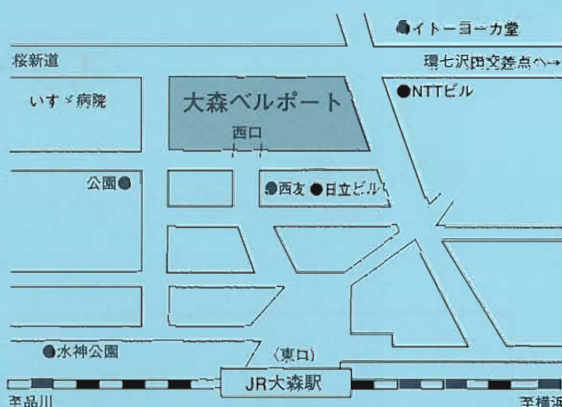 イトーヨーカ堂
桜新道
環七沢田交差点へ→
いすゞ病院
大森ベルポート
NTTビル
西口
公園
西友
日立ビル
水神公園
(東口)
JR大森駅
至品川
至横浜